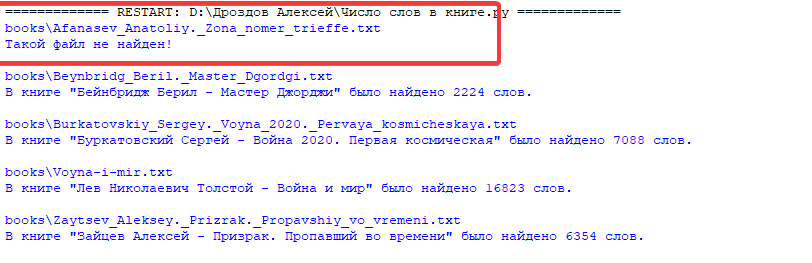 ============= RESTART: D:\Дроздов Алексей\Число слов в книге.py =============
books\Afanasev_Anatoliy._Zona_nomer_trieffe.txt
Такой файл не найден!
books\Beynbridg_Beril._Master_Dgordgi.txt
В книге "Бейнбридж Берил - Мастер Джорджи" было найдено 2224 слов.
books\Burkatovskiy_Sergey._Voyna_2020._Pervaya_kosmicheskaya.txt
В книге "Буркатовский Сергей - Война 2020. Первая космическая" было найдено 7088 слов.
books\Voyna-i-mir.txt
В книге "Лев Николаевич Толстой - Война и мир" было найдено 16823 слов.
books\Zaytsev_Aleksey._Prizrak._Propavshiy_vo_vremeni.txt
В книге "Зайцев Алексей - Призрак. Пропавший во времени" было найдено 6354 слов.